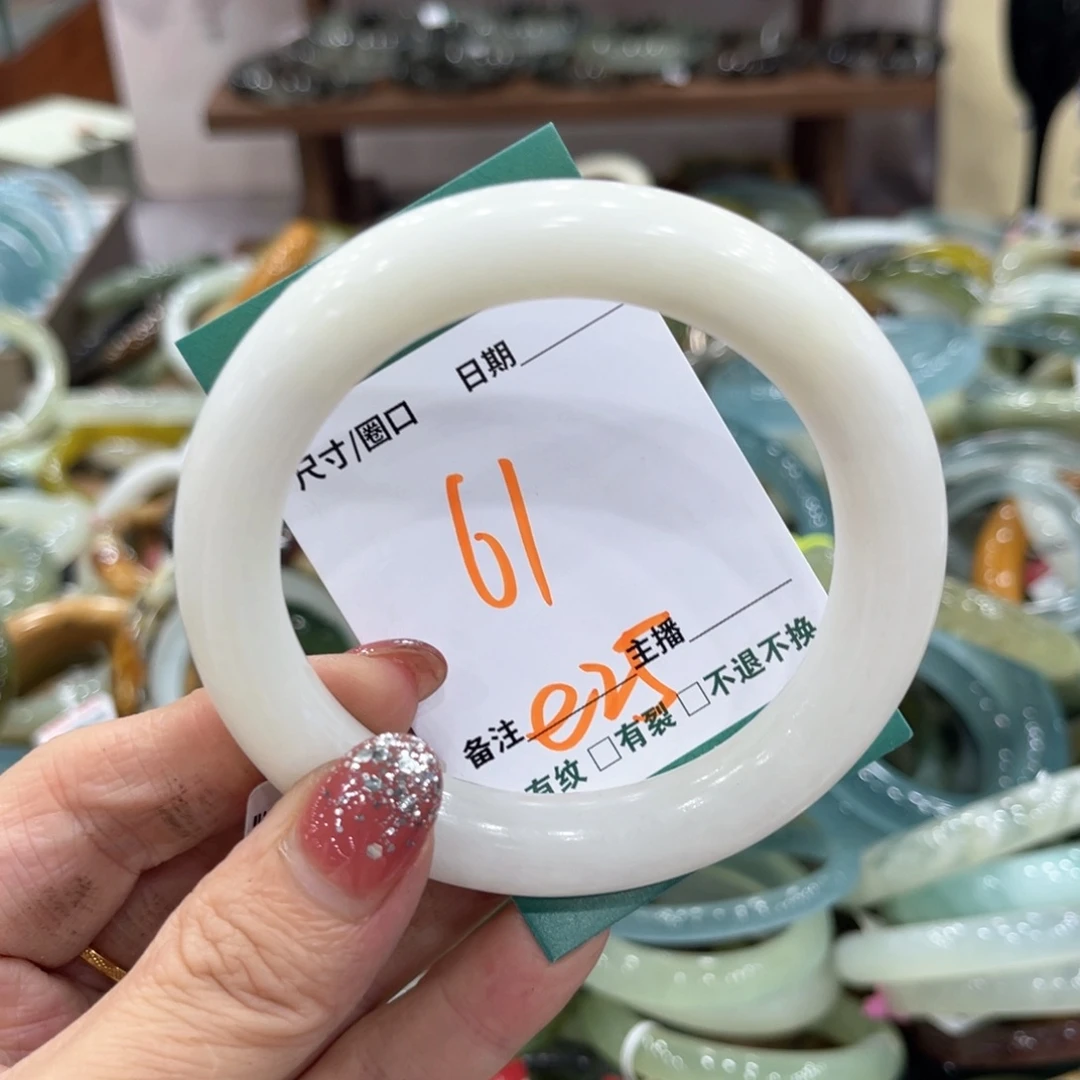 日期
尺寸/圈口
61
主播
备注
有纹 □有裂 □不退不换